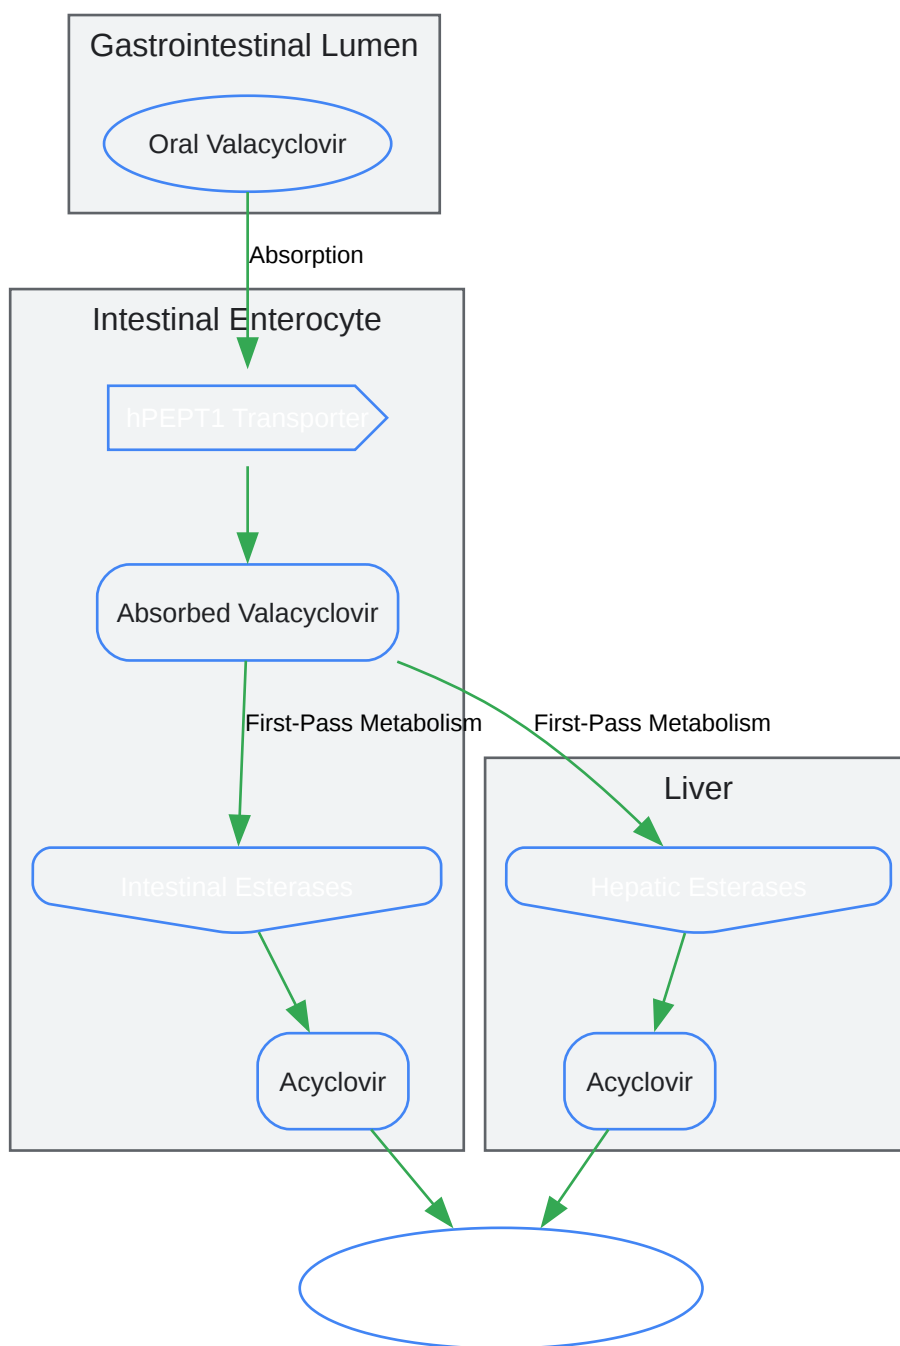 Gastrointestinal Lumen
Oral Valacyclovir
Absorption
Intestinal Enterocyte
hPEPT1 Transporter
Absorbed Valacyclovir
First-Pass Metabolism
First-Pass Metabolism
Liver
Intestinal Esterases
Hepatic Esterases
Acyclovir
Acyclovir